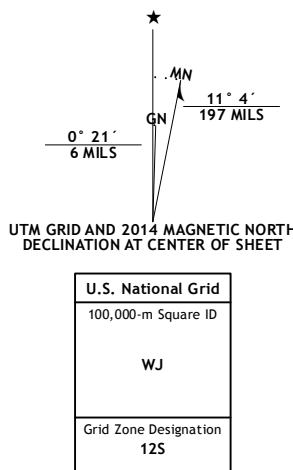 ★
MN
GN
11° 4´
197 MILS
0° 21´
6 MILS
UTM GRID AND 2014 MAGNETIC NORTH
DECLINATION AT CENTER OF SHEET
U.S. National Grid
100,000-m Square ID
WJ
Grid Zone Designation
12S